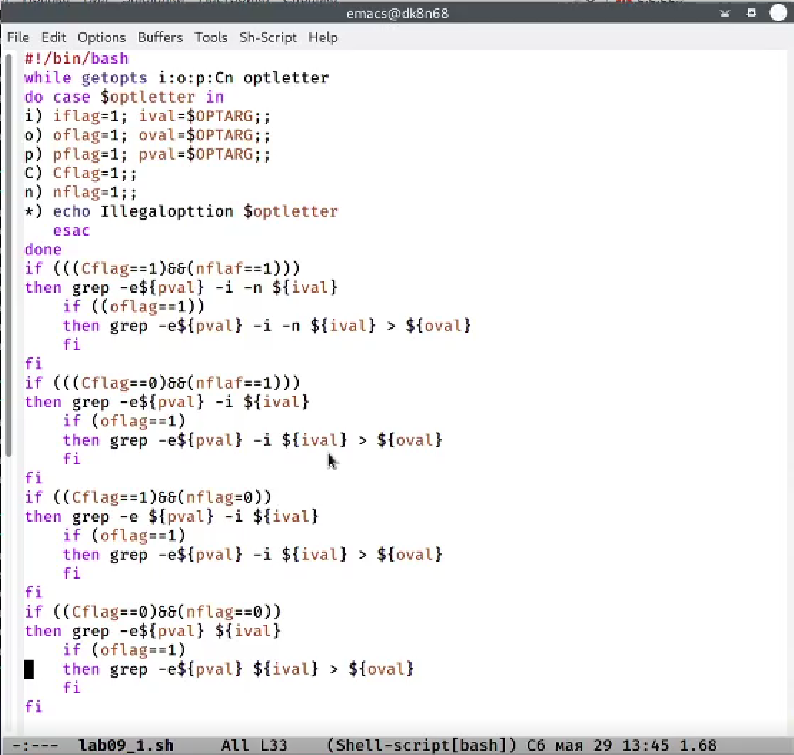 emacs@dk8n68
File Edit Options Buffers Tools Sh-Script Help
#!/bin/bash
while getopts i:o:p:Cn optletter
do case $optletter in
i) iflag=1; ival=$OPTARG;;
o) oflag=1; oval=$OPTARG;;
p) pflag=1; pval=$OPTARG;;
C) Cflag=1;;
n) nflag=1;;
*) echo Illegalopttion $optletter
   esac
done
if (((Cflag==1)&&(nflaf==1)))
then grep -e${pval} -i -n ${ival}
    if ((oflag==1))
    then grep -e${pval} -i -n ${ival} > ${oval}
    fi
fi
if (((Cflag==0)&&(nflaf==1)))
then grep -e${pval} -i ${ival}
    if (oflag==1)
    then grep -e${pval} -i ${ival} > ${oval}
    fi
fi
if ((Cflag==1)&&(nflag=0))
then grep -e ${pval} -i ${ival}
    if (oflag==1)
    then grep -e${pval} -i ${ival} > ${oval}
    fi
fi
if ((Cflag==0)&&(nflag==0))
then grep -e${pval} ${ival}
    if (oflag==1)
    then grep -e${pval} ${ival} > ${oval}
    fi
fi
-:--- lab09_1.sh All L33 (Shell-script[bash]) Сб мая 29 13:45 1.68